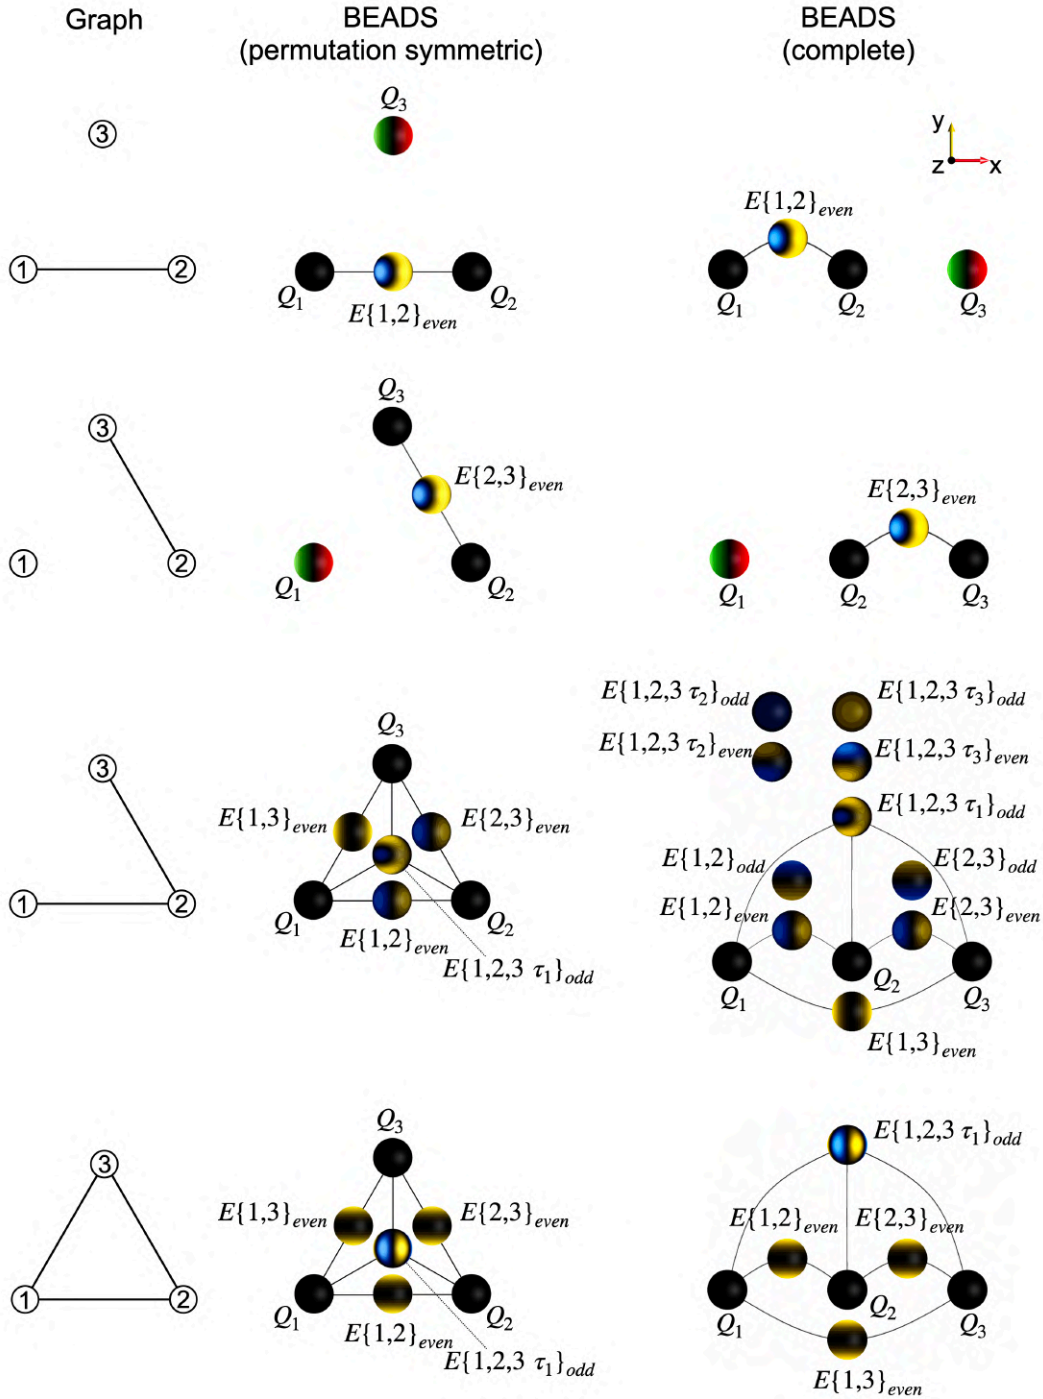 Graph
BEADS
(permutation symmetric)
BEADS
(complete)
3
Q3
y
z
x
1
2
Q1
E{1,2}even
Q2
E{1,2}even
Q1
Q2
Q3
3
Q3
E{2,3}even
1
2
Q1
Q2
E{2,3}even
Q1
Q2
Q3
3
Q3
E{1,3}even
E{2,3}even
1
2
Q1
E{1,2}even
Q2
E{1,2,3 τ1}odd
E{1,2,3 τ2}odd
E{1,2,3 τ3}odd
E{1,2,3 τ2}even
E{1,2,3 τ3}even
E{1,2,3 τ1}odd
E{1,2}odd
E{2,3}odd
E{1,2}even
E{2,3}even
Q1
Q2
Q3
E{1,3}even
3
Q3
E{1,3}even
E{2,3}even
1
2
Q1
E{1,2}even
Q2
E{1,2,3 τ1}odd
E{1,2,3 τ1}odd
E{1,2}even
E{2,3}even
Q1
Q2
Q3
E{1,3}even